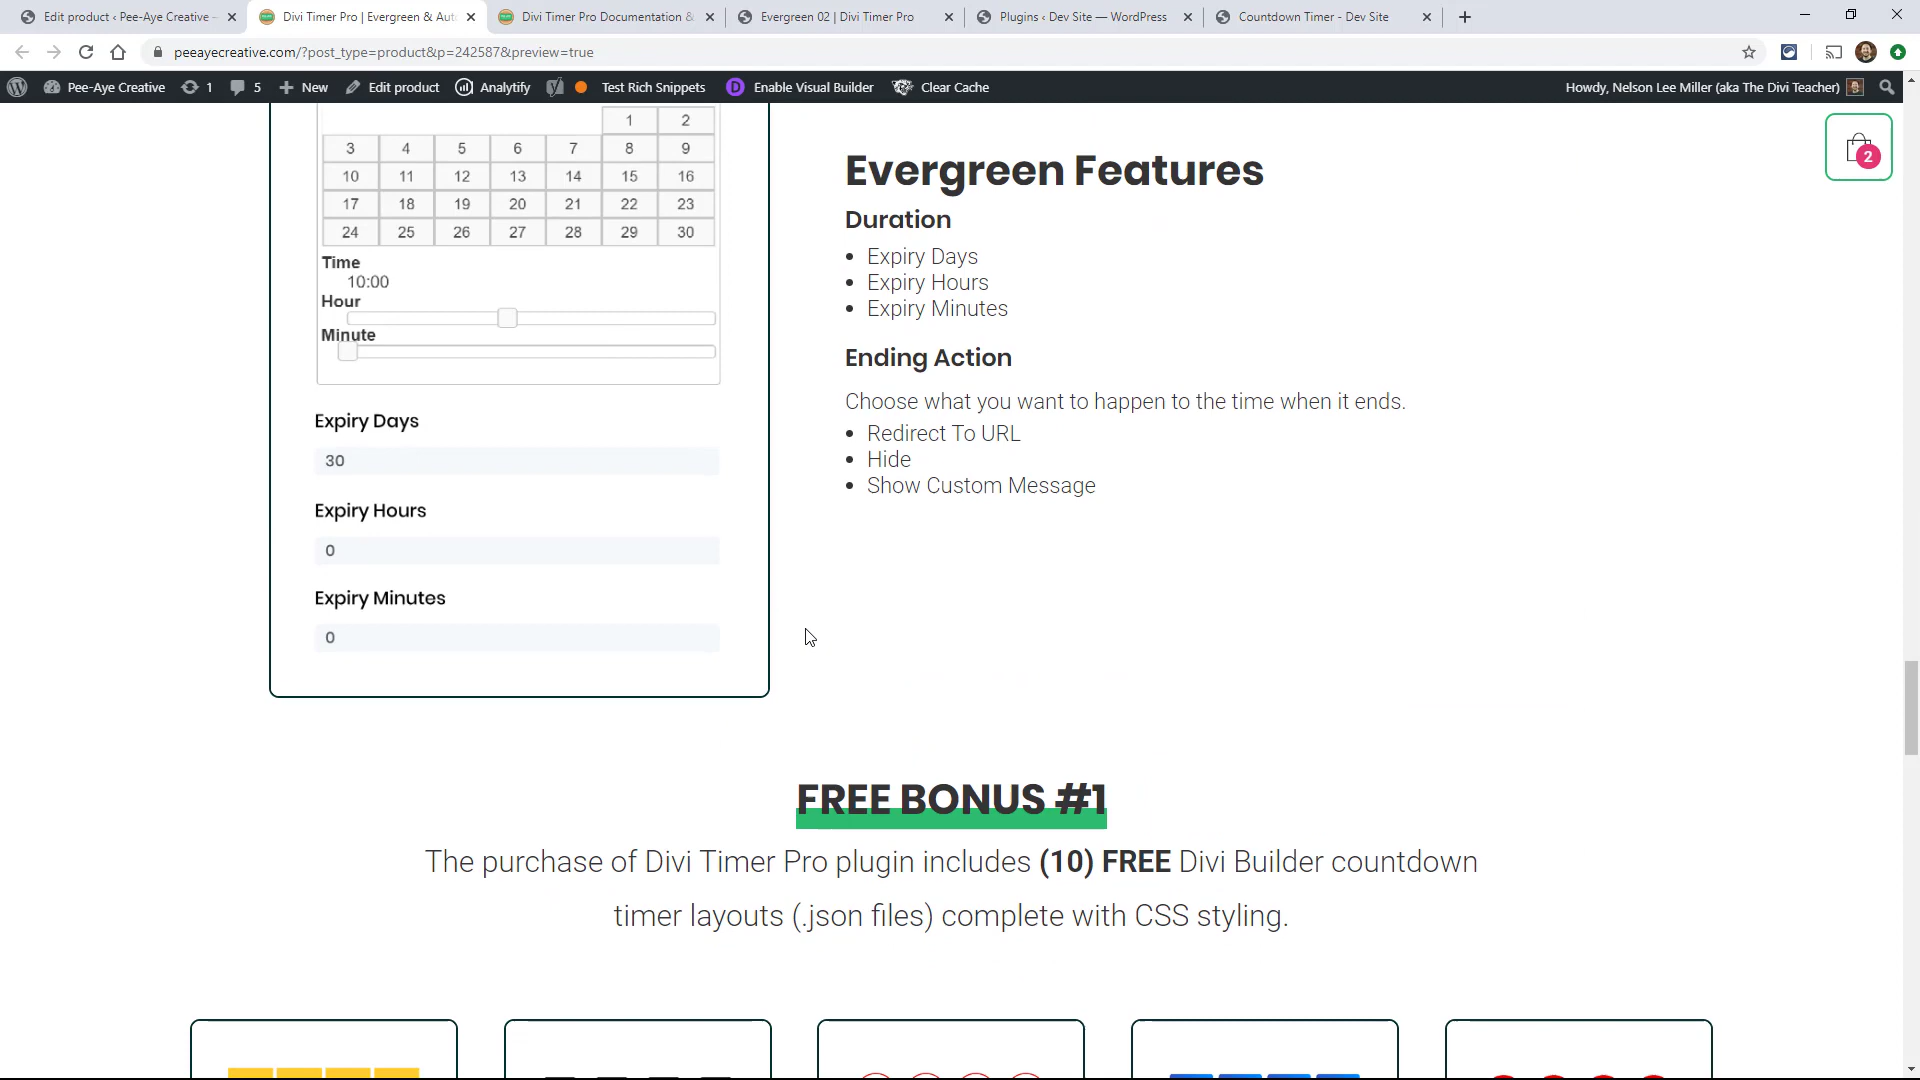 Edit product ‹ Pee-Aye Creative –
Divi Timer Pro | Evergreen & Aut
Divi Timer Pro Documentation &
Evergreen 02 | Divi Timer Pro
Plugins ‹ Dev Site — WordPress
Countdown Timer - Dev Site
peeayecreative.com/?post_type=product&p=242587&preview=true
Pee-Aye Creative 1 5 New Edit product Analytify Test Rich Snippets D Enable Visual Builder Clear Cache Howdy, Nelson Lee Miller (aka The Divi Teacher)
2
1 2
3 4 5 6 7 8 9
10 11 12 13 14 15 16
17 18 19 20 21 22 23
24 25 26 27 28 29 30
Time
10:00
Hour
Minute
Expiry Days
30
Expiry Hours
0
Expiry Minutes
0
Evergreen Features
Duration
• Expiry Days
• Expiry Hours
• Expiry Minutes
Ending Action
Choose what you want to happen to the time when it ends.
• Redirect To URL
• Hide
• Show Custom Message
FREE BONUS #1
The purchase of Divi Timer Pro plugin includes (10) FREE Divi Builder countdown
timer layouts (.json files) complete with CSS styling.